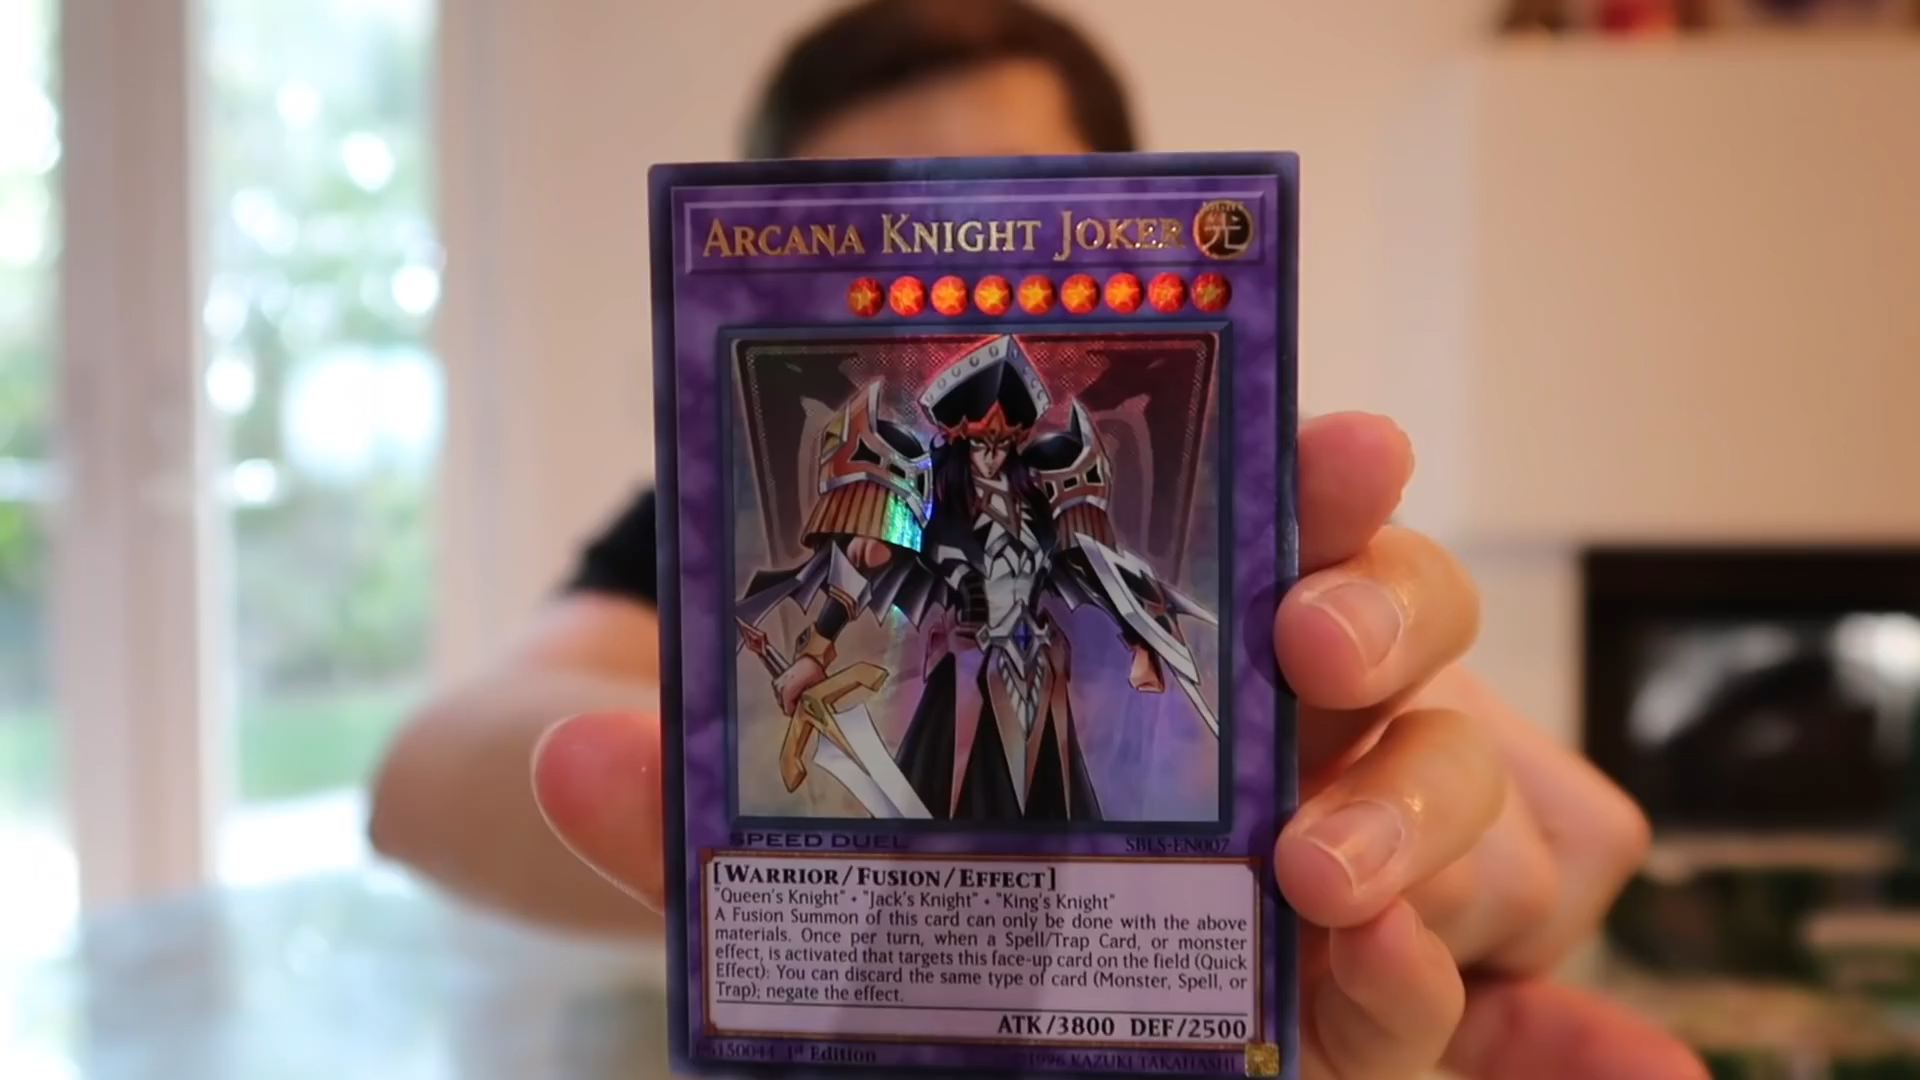 ARCANA KNIGHT JOKER 光
SPEED DUEL SBLS-EN007
[WARRIOR/FUSION/EFFECT]
"Queen's Knight" • "Jack's Knight" • "King's Knight"
A Fusion Summon of this card can only be done with the above
materials. Once per turn, when a Spell/Trap Card, or monster
effect, is activated that targets this face-up card on the field (Quick
Effect): You can discard the same type of card (Monster, Spell, or
Trap); negate the effect.
ATK/3800 DEF/2500
1st Edition ©1996 KAZUKI TAKAHASHI